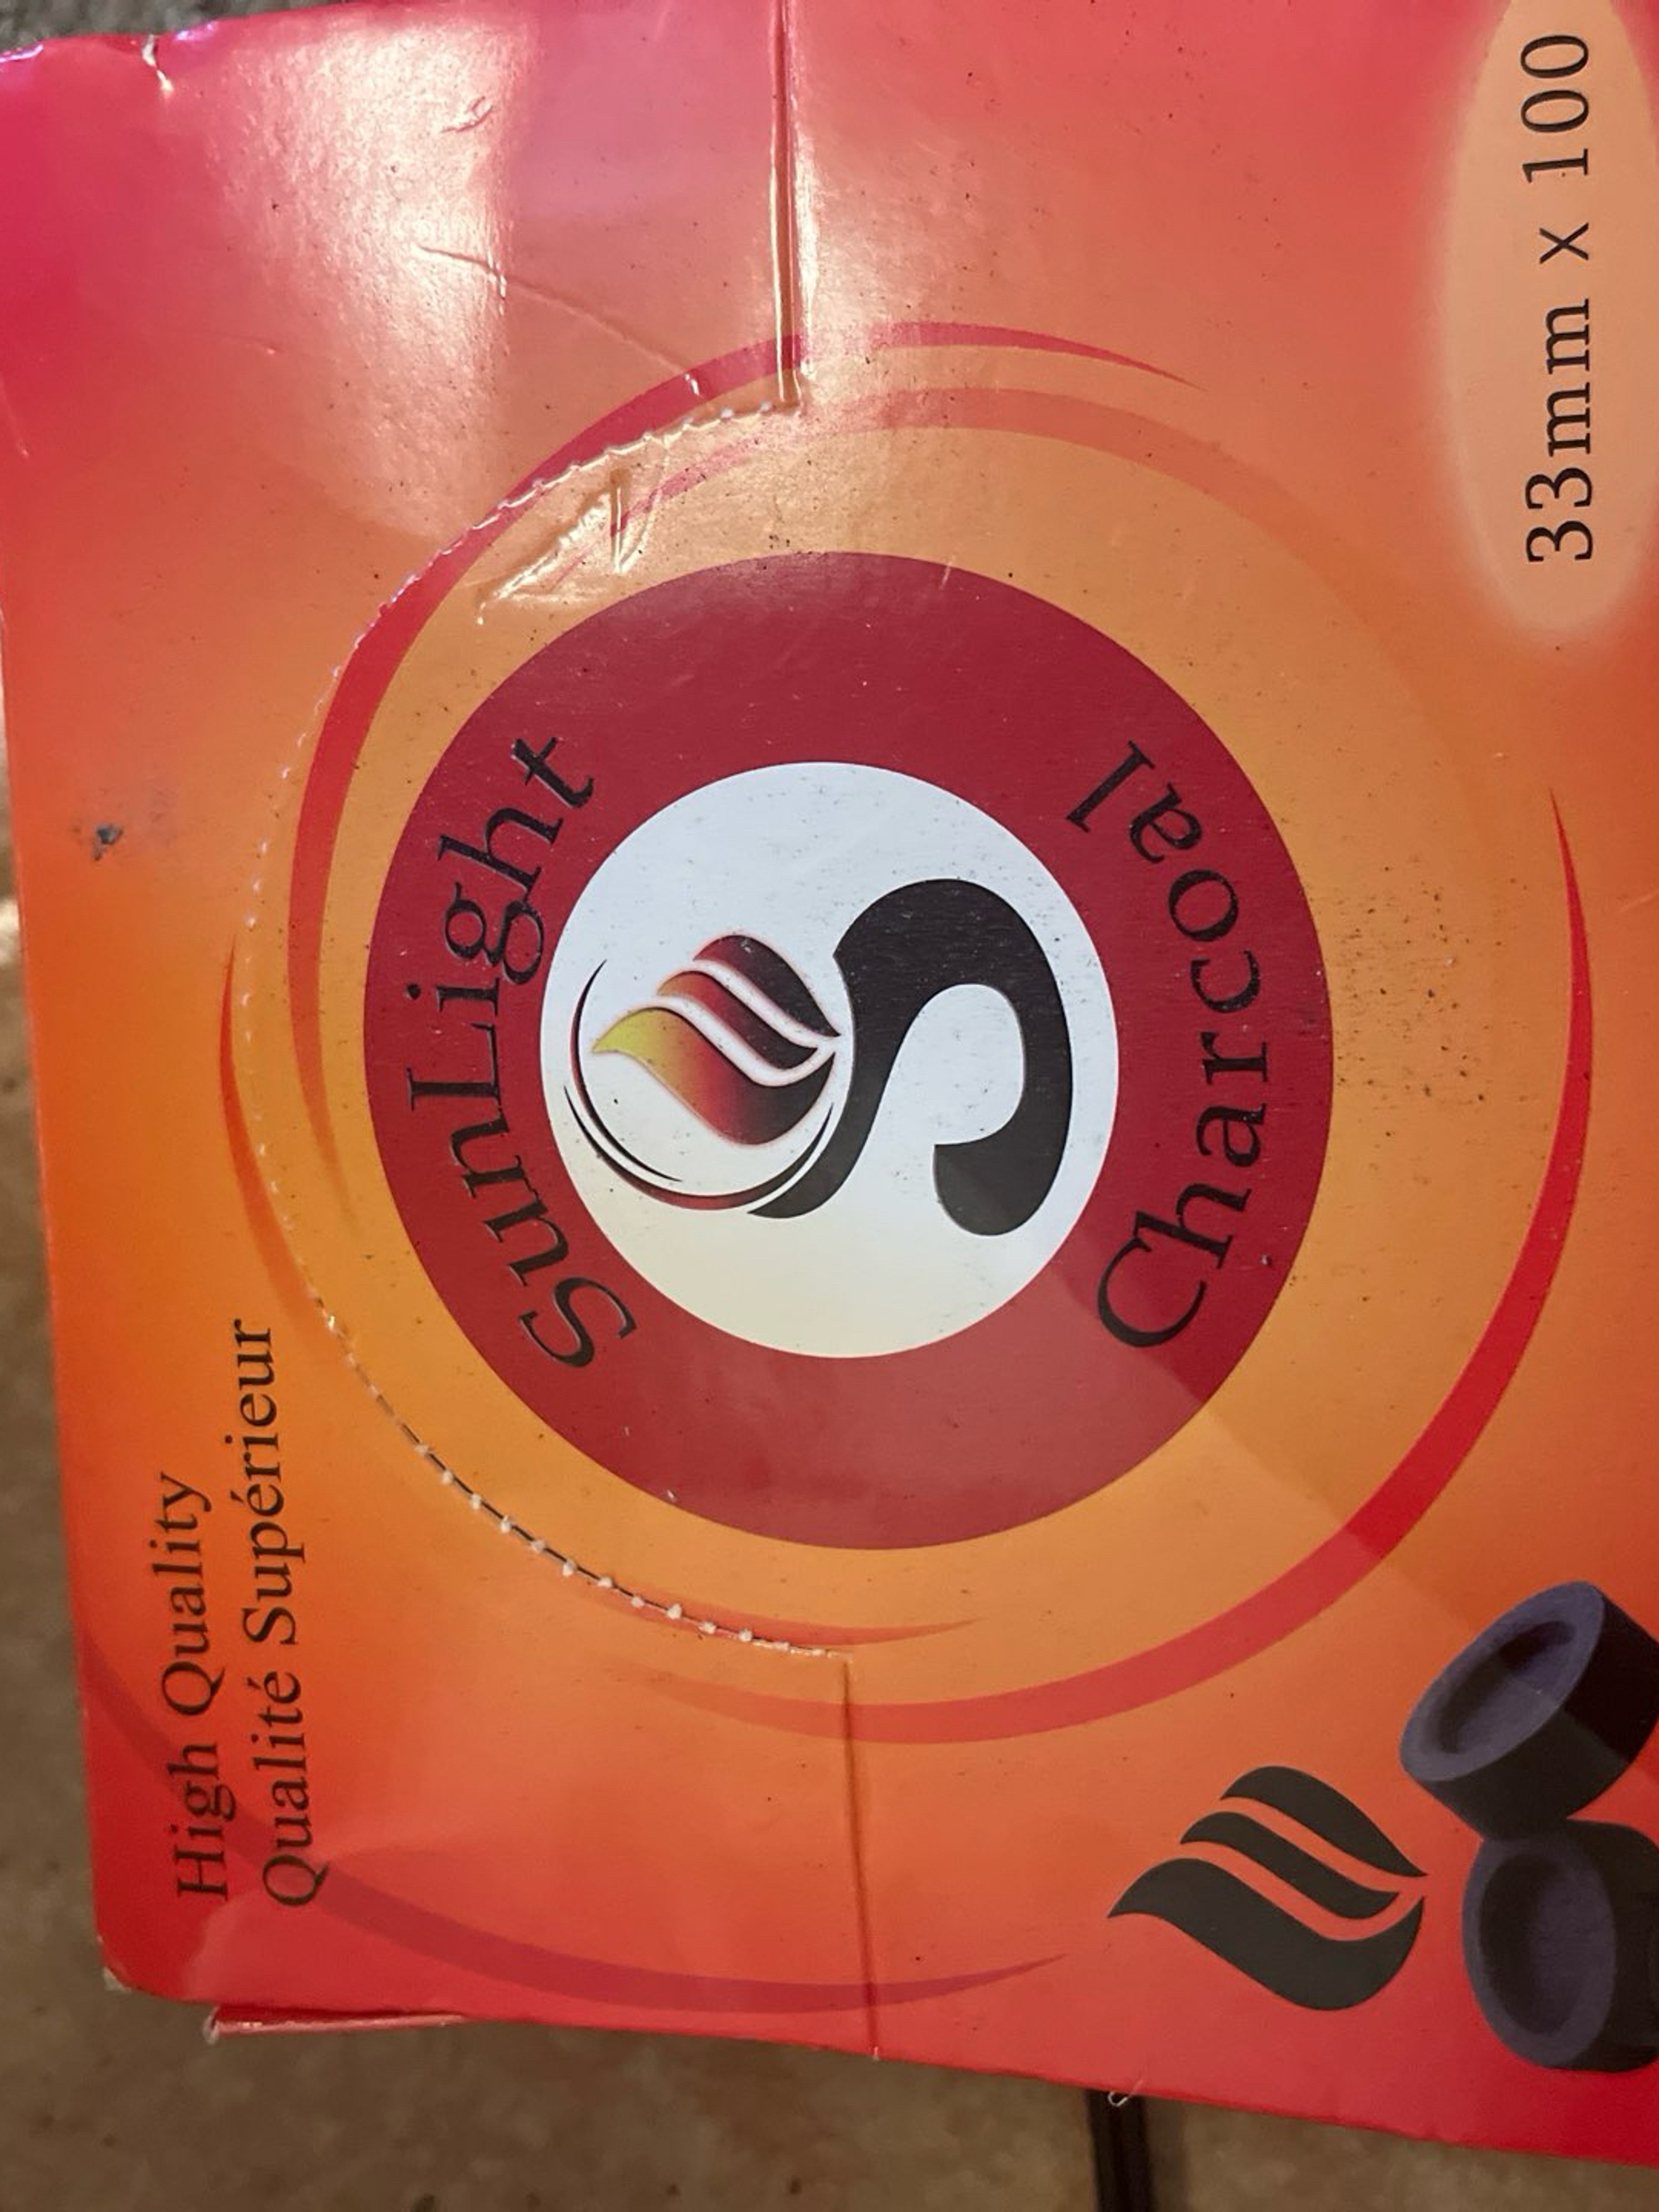 High Quality
Qualité Supérieur
SunLight
Charcoal
33mm x 100